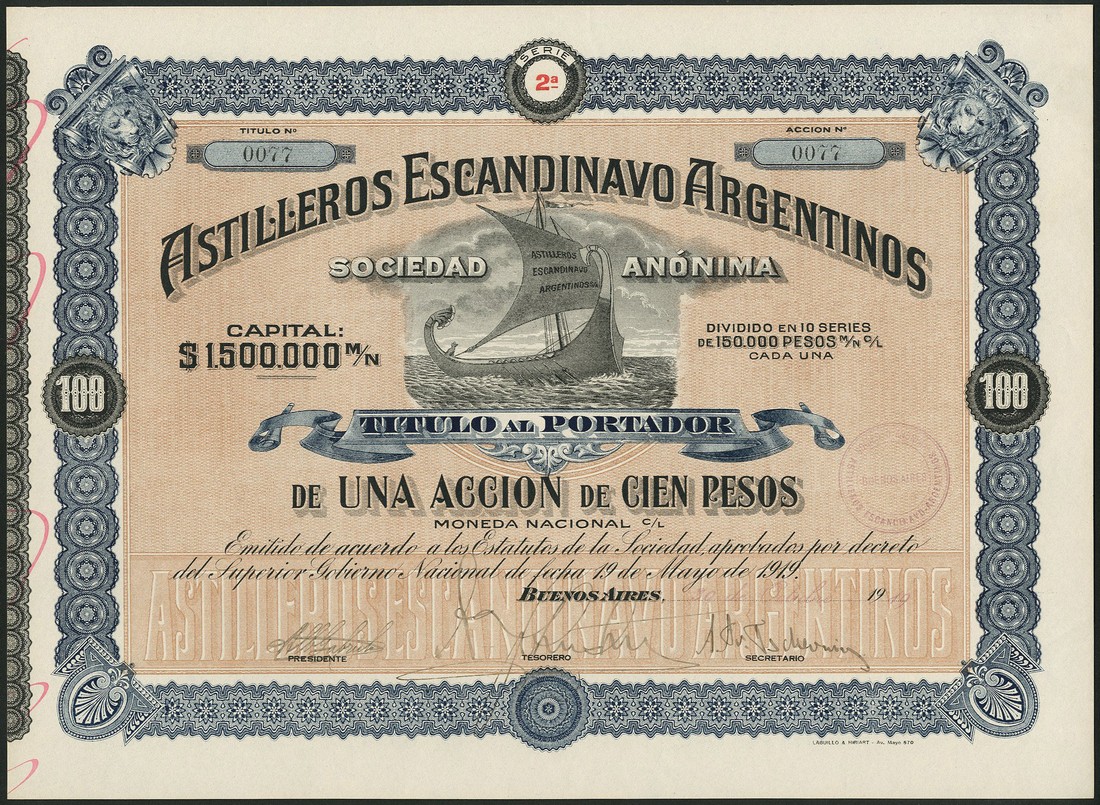 SERIE
2ª
TITULO Nº
0077
ACCION Nº
0077
ASTILLEROS ESCANDINAVO ARGENTINOS
SOCIEDAD ANÓNIMA
ASTILLEROS
ESCANDINAVO
ARGENTINOS
CAPITAL:
$ 1.500.000 M/N
DIVIDIDO EN 10 SERIES
DE 150.000 PESOS M/N C/L
CADA UNA
100
100
TITULO AL PORTADOR
DE UNA ACCION DE CIEN PESOS
MONEDA NACIONAL C/L
Emitido de acuerdo a los Estatutos de la Sociedad, aprobados por decreto
del Superior Gobierno Nacional de fecha 19 de Mayo de 1919.
ASTILLEROS ESCANDINAVO ARGENTINOS
BUENOS AIRES, 19
PRESIDENTE
TESORERO
SECRETARIO
Av. Mayo 670